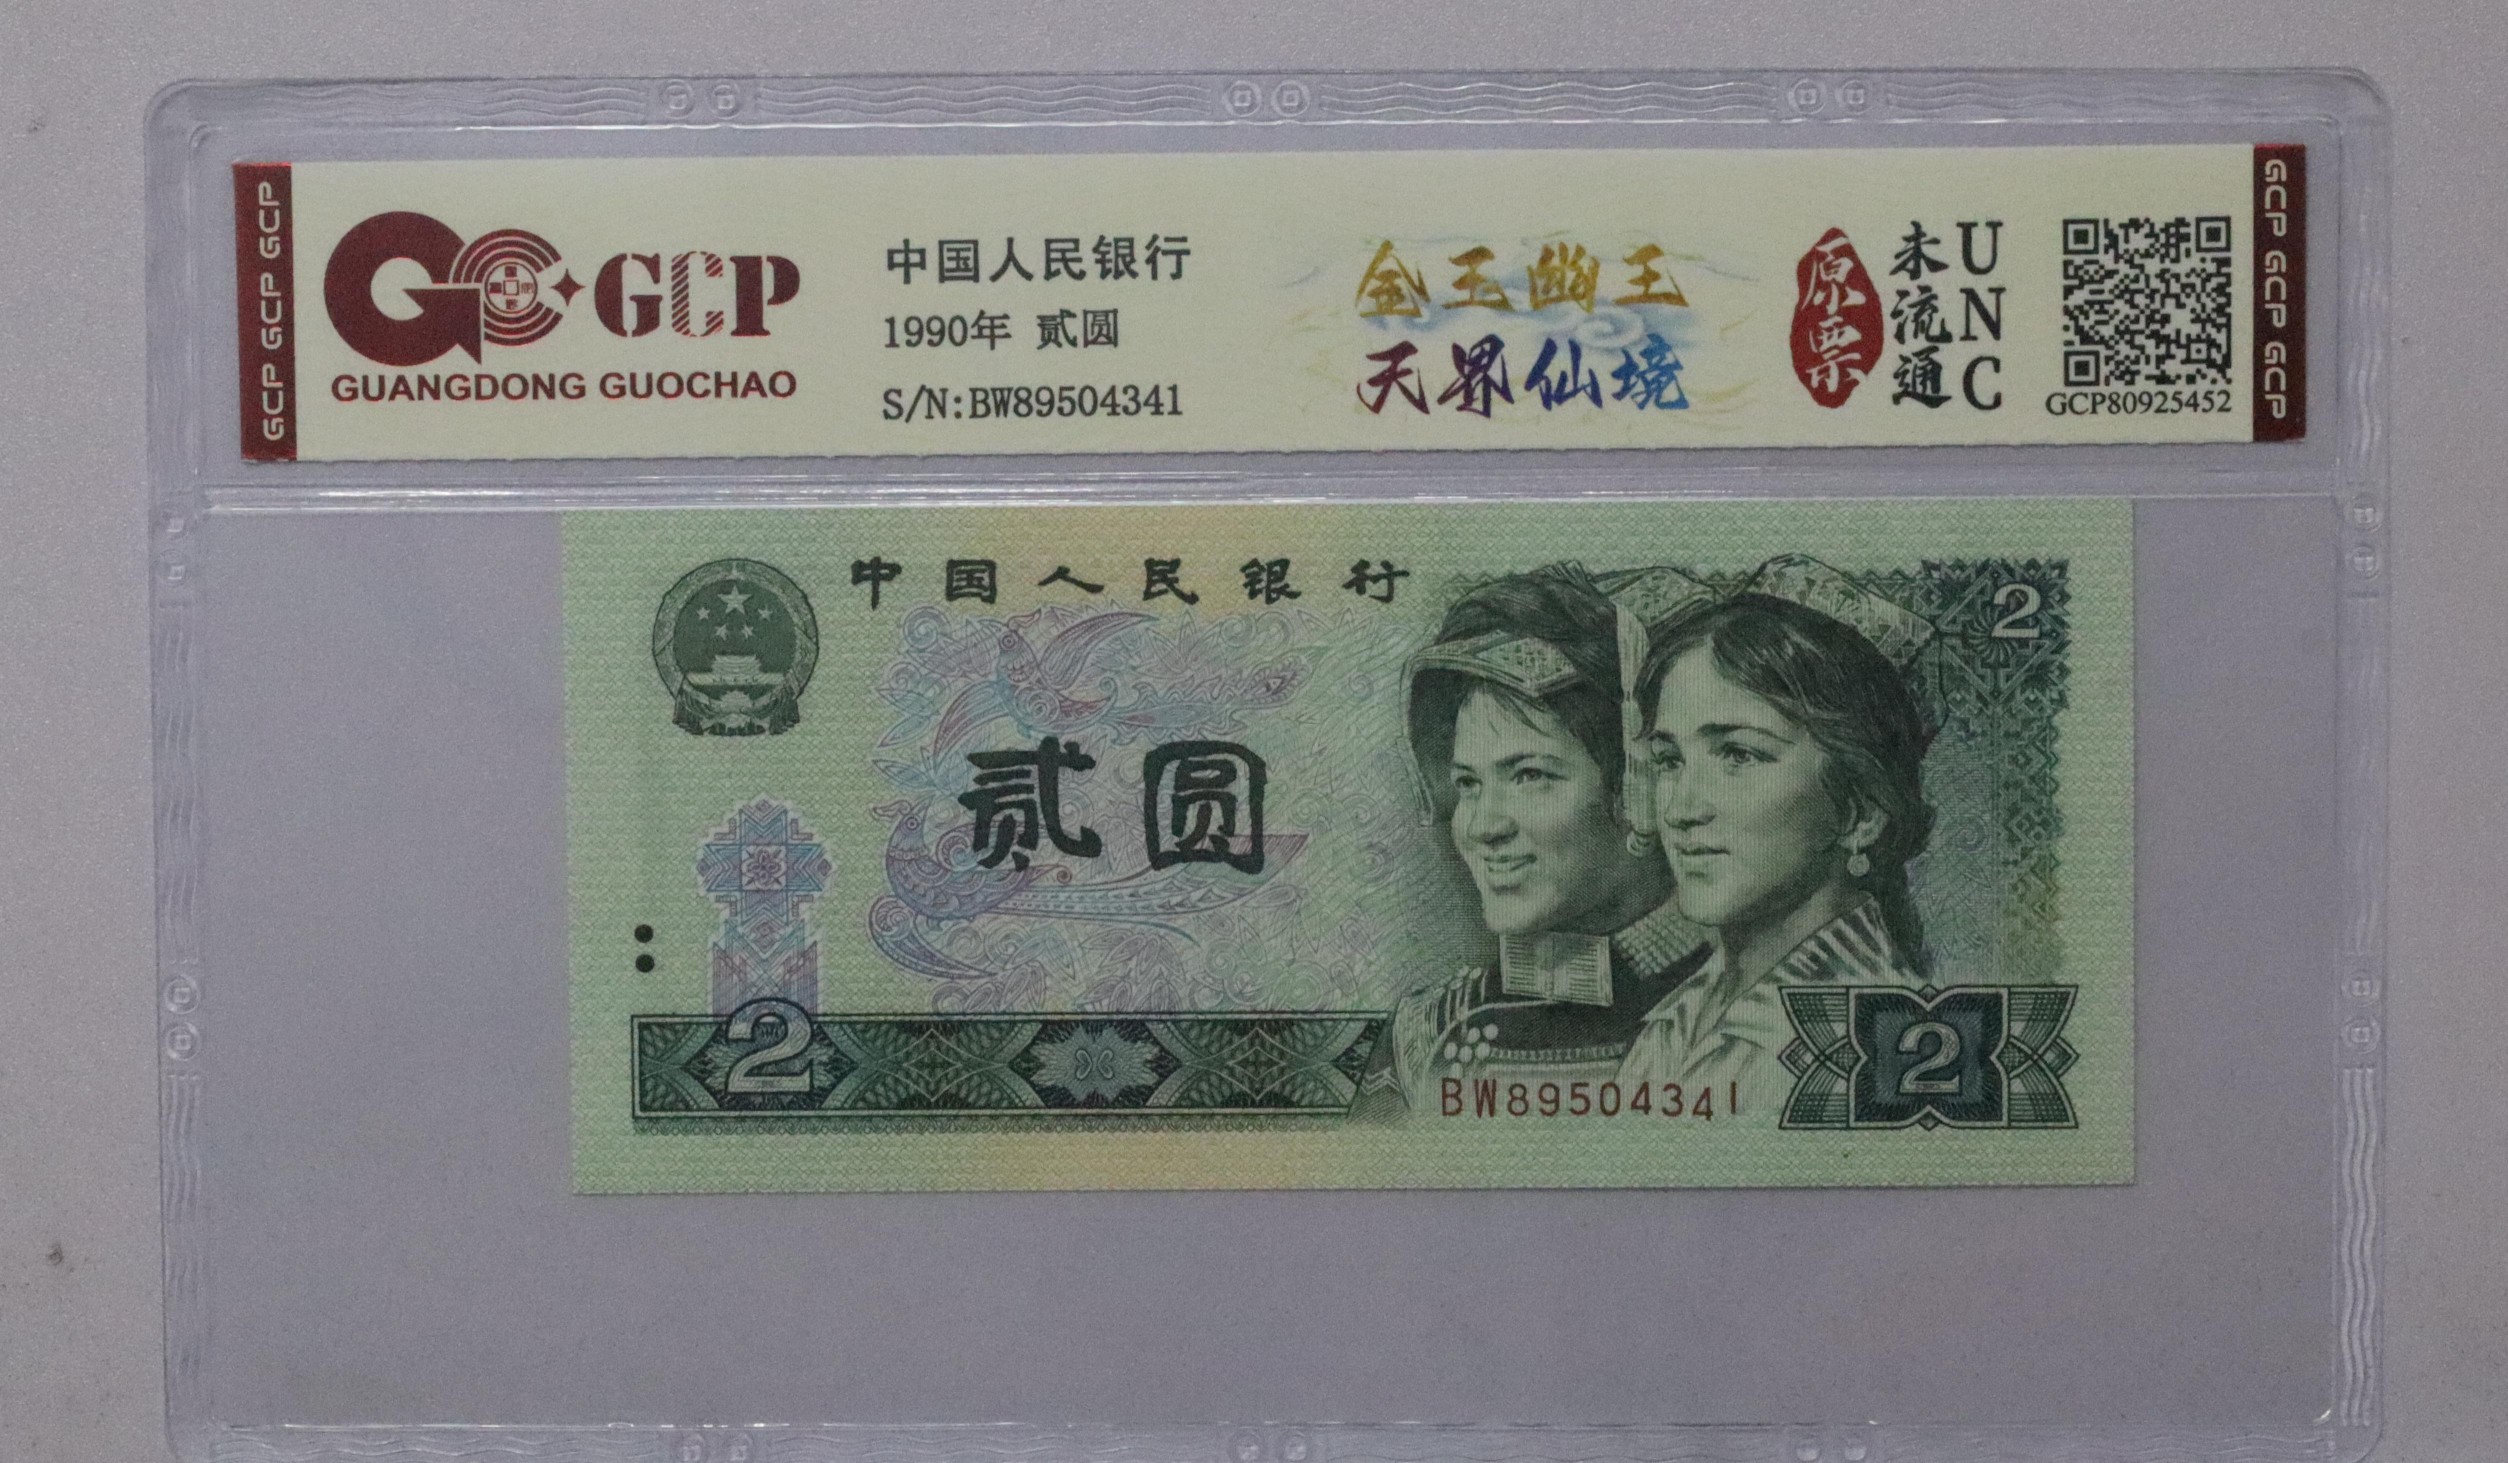 GCP GCP GCP
GCP
GUANGDONG GUOCHAO
中国人民银行
1990年 贰圆
S/N:BW89504341
金玉幽王
天界仙境
原票
未流通
UNC
GCP80925452
GCP GCP GCP
中国人民银行
2
贰圆
2
BW89504341
2